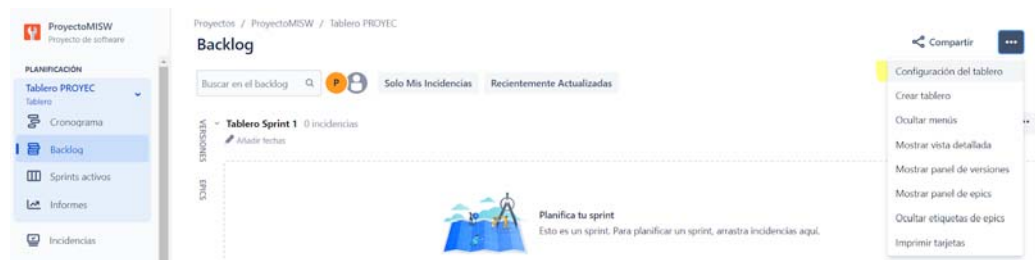 ProyectoMISW
Proyecto de software
PLANIFICACIÓN
Tablero PROYEC
Tablero
Cronograma
Backlog
Sprints activos
Informes
Incidencias
Proyectos / ProyectoMISW / Tablero PROYEC
Backlog
Compartir
Buscar en el backlog
P
Solo Mis Incidencias
Recientemente Actualizadas
VERSIONES
EPICS
Tablero Sprint 1 0 incidencias
Añadir fechas
Planifica tu sprint
Esto es un sprint. Para planificar un sprint, arrastra incidencias aquí.
Configuración del tablero
Crear tablero
Ocultar menús
Mostrar vista detallada
Mostrar panel de versiones
Mostrar panel de epics
Ocultar etiquetas de epics
Imprimir tarjetas